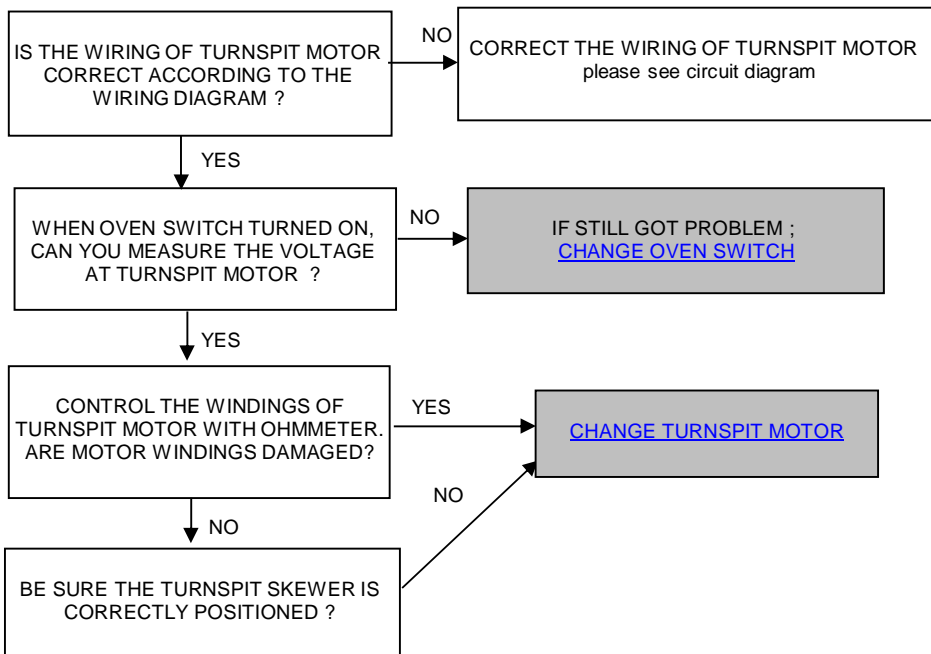 IS THE WIRING OF TURNSPIT MOTOR
CORRECT ACCORDING TO THE
WIRING DIAGRAM ?
NO
CORRECT THE WIRING OF TURNSPIT MOTOR
please see circuit diagram
YES
WHEN OVEN SWITCH TURNED ON,
CAN YOU MEASURE THE VOLTAGE
AT TURNSPIT MOTOR ?
NO
IF STILL GOT PROBLEM ;
CHANGE OVEN SWITCH
YES
CONTROL THE WINDINGS OF
TURNSPIT MOTOR WITH OHMMETER.
ARE MOTOR WINDINGS DAMAGED?
YES
CHANGE TURNSPIT MOTOR
NO
NO
BE SURE THE TURNSPIT SKEWER IS
CORRECTLY POSITIONED ?